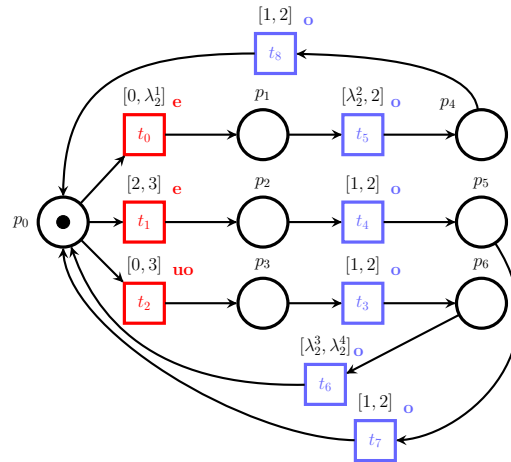 [1, 2] o
t₈
[0, λ₂¹] e p₁ [λ₂², 2] o p₄
t₀ t₅
[2, 3] e p₂ [1, 2] o p₅
p₀ t₁ t₄
[0, 3] uo p₃ [1, 2] o p₆
t₂ t₃
[λ₂³, λ₂⁴] o
t₆
[1, 2] o
t₇